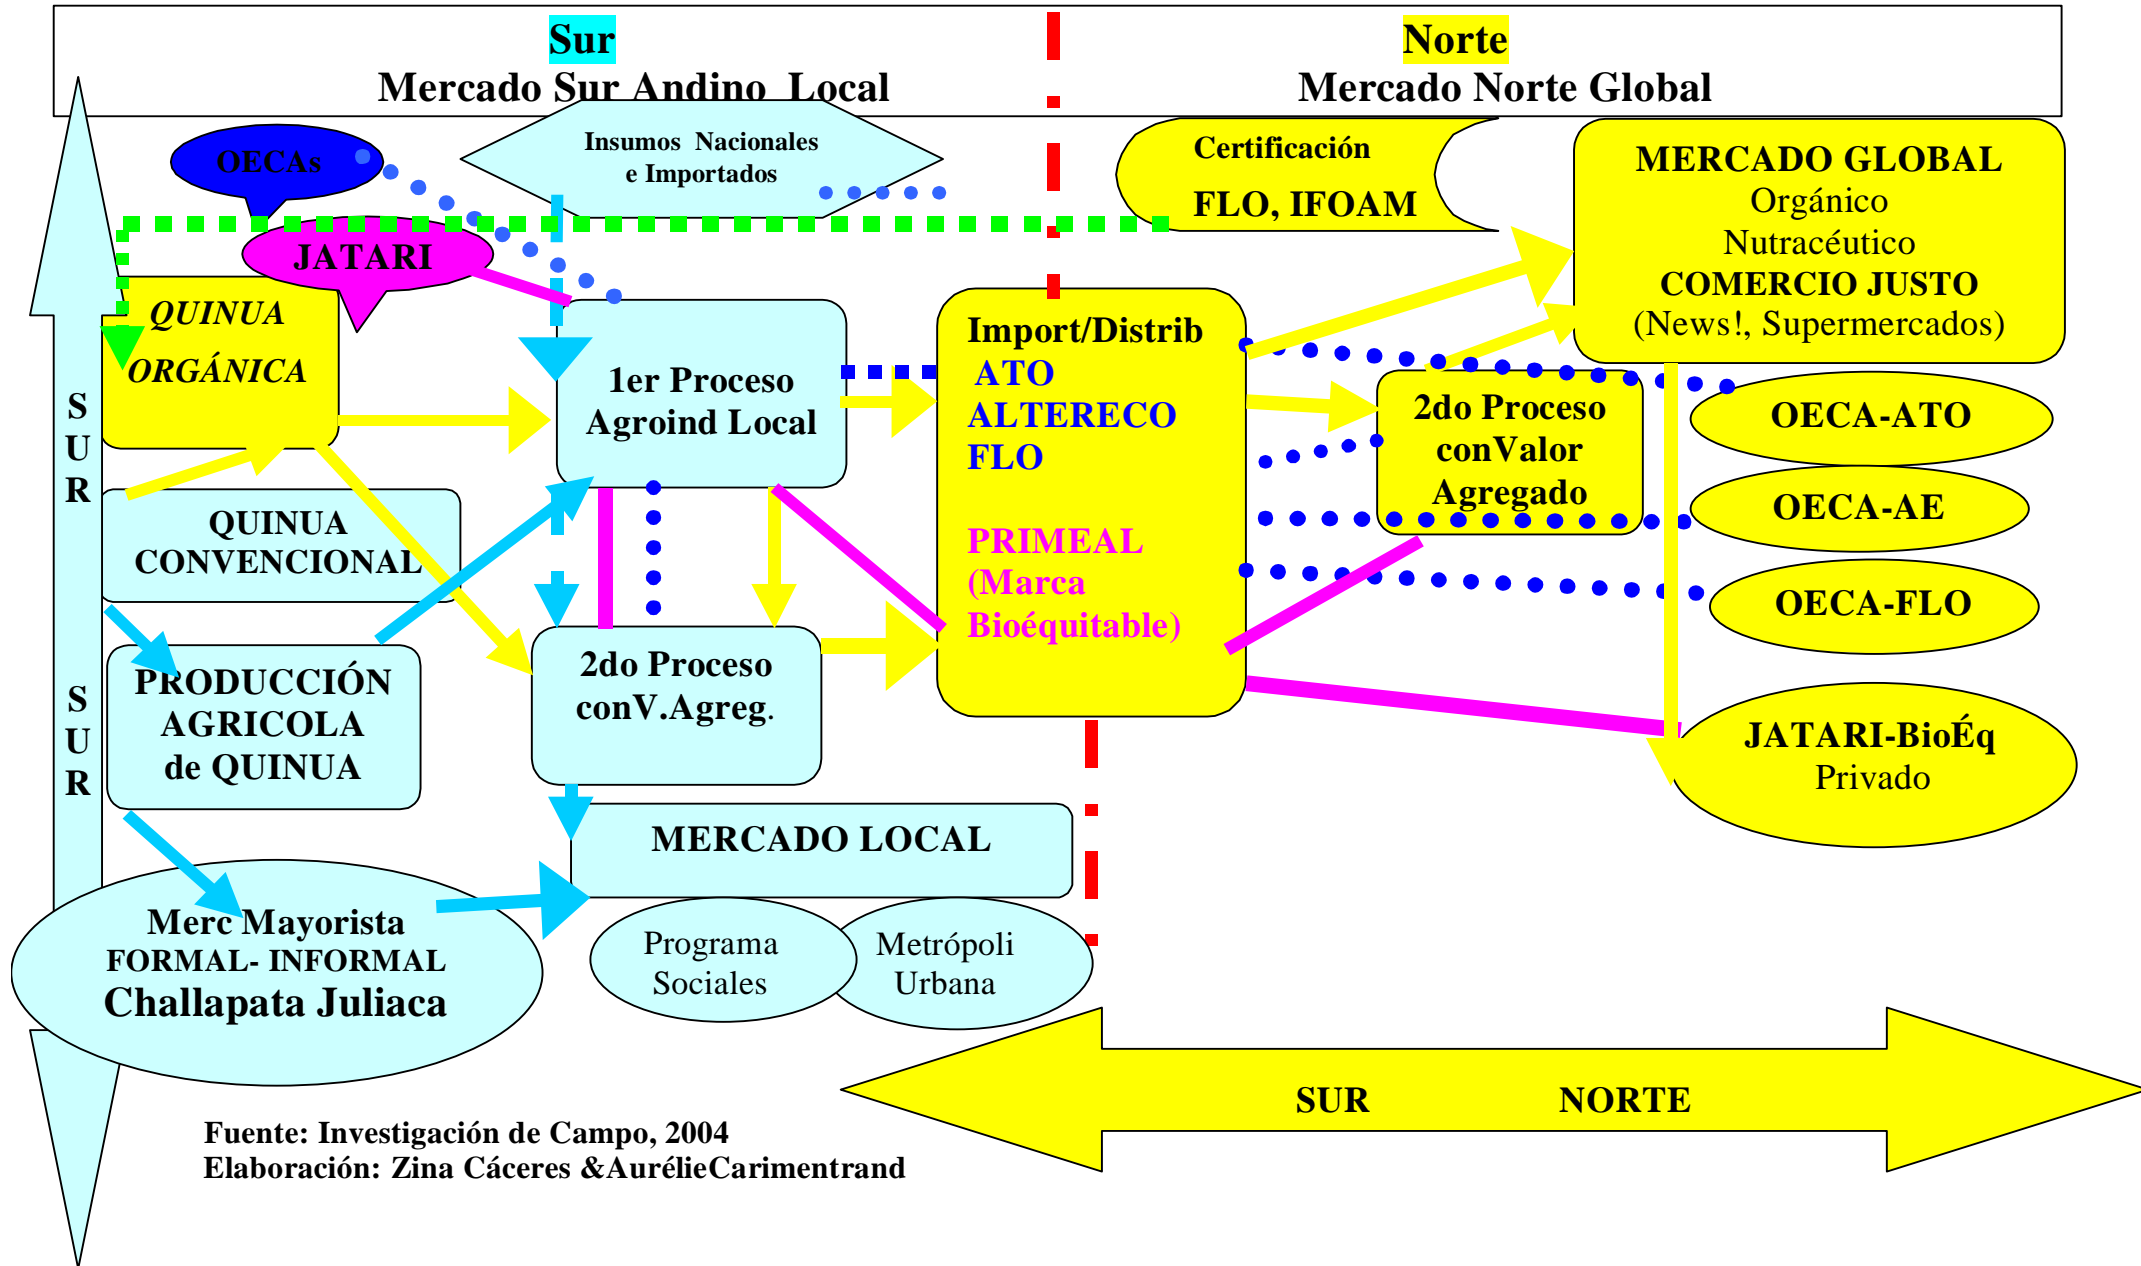 Sur
Mercado Sur Andino Local
Norte
Mercado Norte Global
OECAs
Insumos Nacionales
e Importados
Certificación
FLO, IFOAM
MERCADO GLOBAL
Orgánico
Nutracéutico
COMERCIO JUSTO
(News!, Supermercados)
JATARI
QUINUA
ORGÁNICA
1er Proceso
Agroind Local
Import/Distrib
ATO
ALTERECO
FLO
PRIMEAL
(Marca
Bioéquitable)
2do Proceso
conValor
Agregado
OECA-ATO
OECA-AE
OECA-FLO
JATARI-BioÉq
Privado
S
U
R
S
U
R
QUINUA
CONVENCIONAL
PRODUCCIÓN
AGRICOLA
de QUINUA
2do Proceso
conV.Agreg.
MERCADO LOCAL
Merc Mayorista
FORMAL- INFORMAL
Challapata Juliaca
Programa
Sociales
Metrópoli
Urbana
SUR NORTE
Fuente: Investigación de Campo, 2004
Elaboración: Zina Cáceres &AurélieCarimentrand